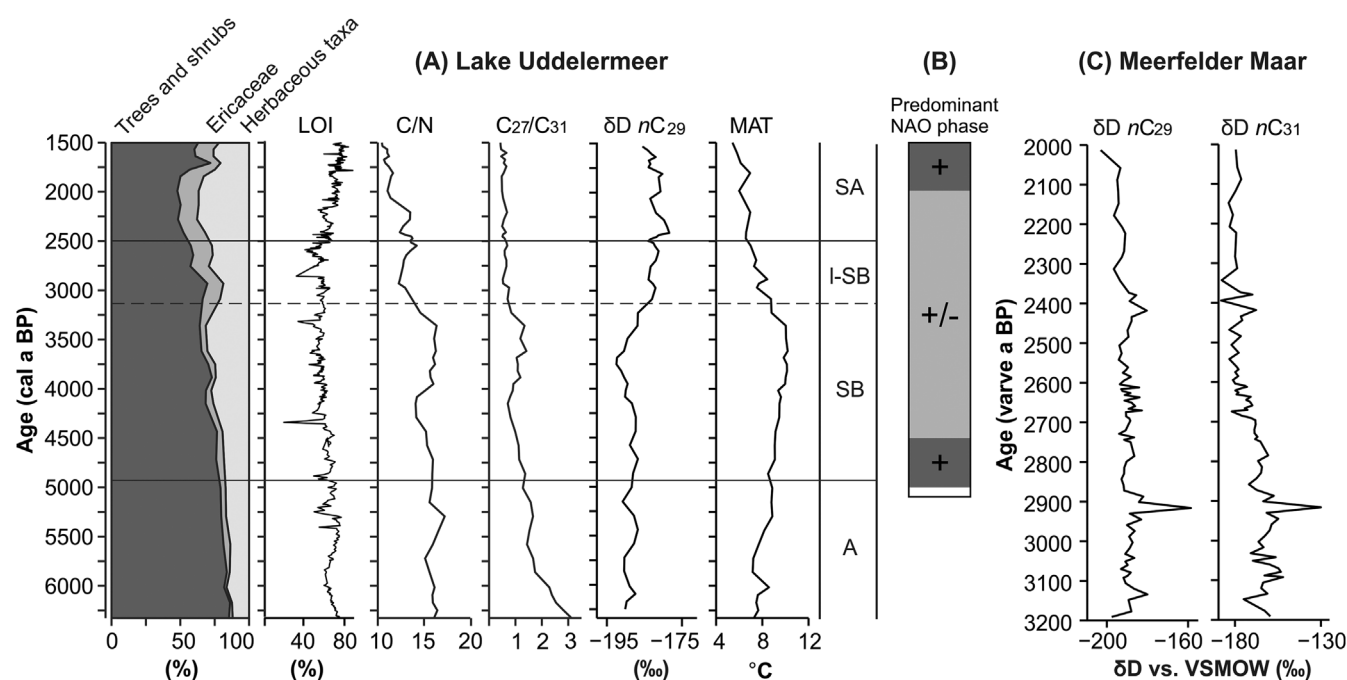 Trees and shrubs
Ericaceae
Herbaceous taxa
(A) Lake Uddelermeer
(B)
(C) Meerfelder Maar
Predominant
NAO phase
LOI
C/N
C27/C31
δD nC29
MAT
δD nC29
δD nC31
Age (cal a BP)
1500
2000
2500
3000
3500
4000
4500
5000
5500
6000
SA
I-SB
SB
A
+
+/-
+
Age (varve a BP)
2000
2100
2200
2300
2400
2500
2600
2700
2800
2900
3000
3100
3200
0 50 100
(%)
40 80
(%)
10 15 20
0 1 2 3
−195 −175
(‰)
4 8 12
°C
−200 −160
−180 −130
δD vs. VSMOW (‰)